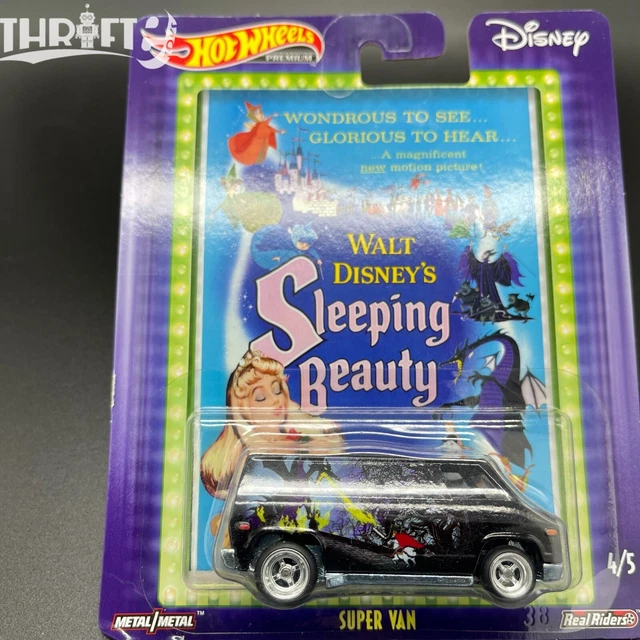 THRIFT
HOT WHEELS
PREMIUM
Disney
WONDROUS TO SEE...
GLORIOUS TO HEAR...
...A magnificent
new motion picture!
WALT
DISNEY'S
Sleeping
Beauty
4/5
METAL/METAL™
SUPER VAN
38
Real Riders